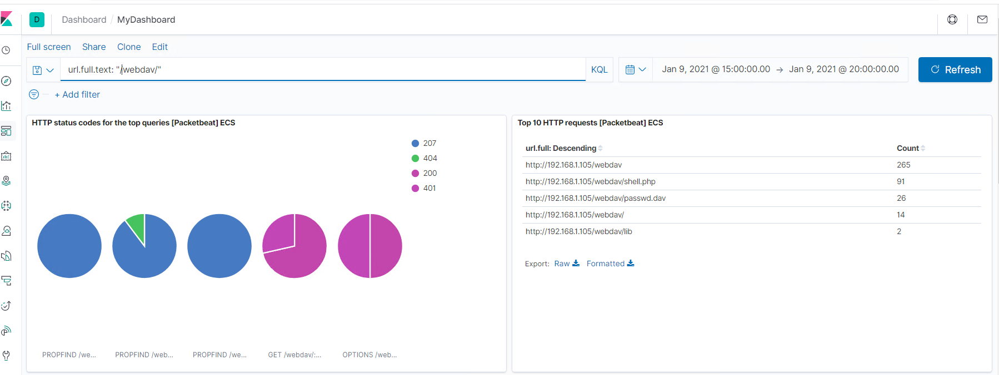 D Dashboard / MyDashboard
Full screen Share Clone Edit
url.full.text: "/webdav/" KQL Jan 9, 2021 @ 15:00:00.00 → Jan 9, 2021 @ 20:00:00.00 Refresh
+ Add filter
HTTP status codes for the top queries [Packetbeat] ECS
207
404
200
401
PROPFIND /we... PROPFIND /web... PROPFIND /we... GET /webdav/:... OPTIONS /web...
Top 10 HTTP requests [Packetbeat] ECS
url.full: Descending Count
http://192.168.1.105/webdav 265
http://192.168.1.105/webdav/shell.php 91
http://192.168.1.105/webdav/passwd.dav 26
http://192.168.1.105/webdav/ 14
http://192.168.1.105/webdav/lib 2
Export: Raw Formatted